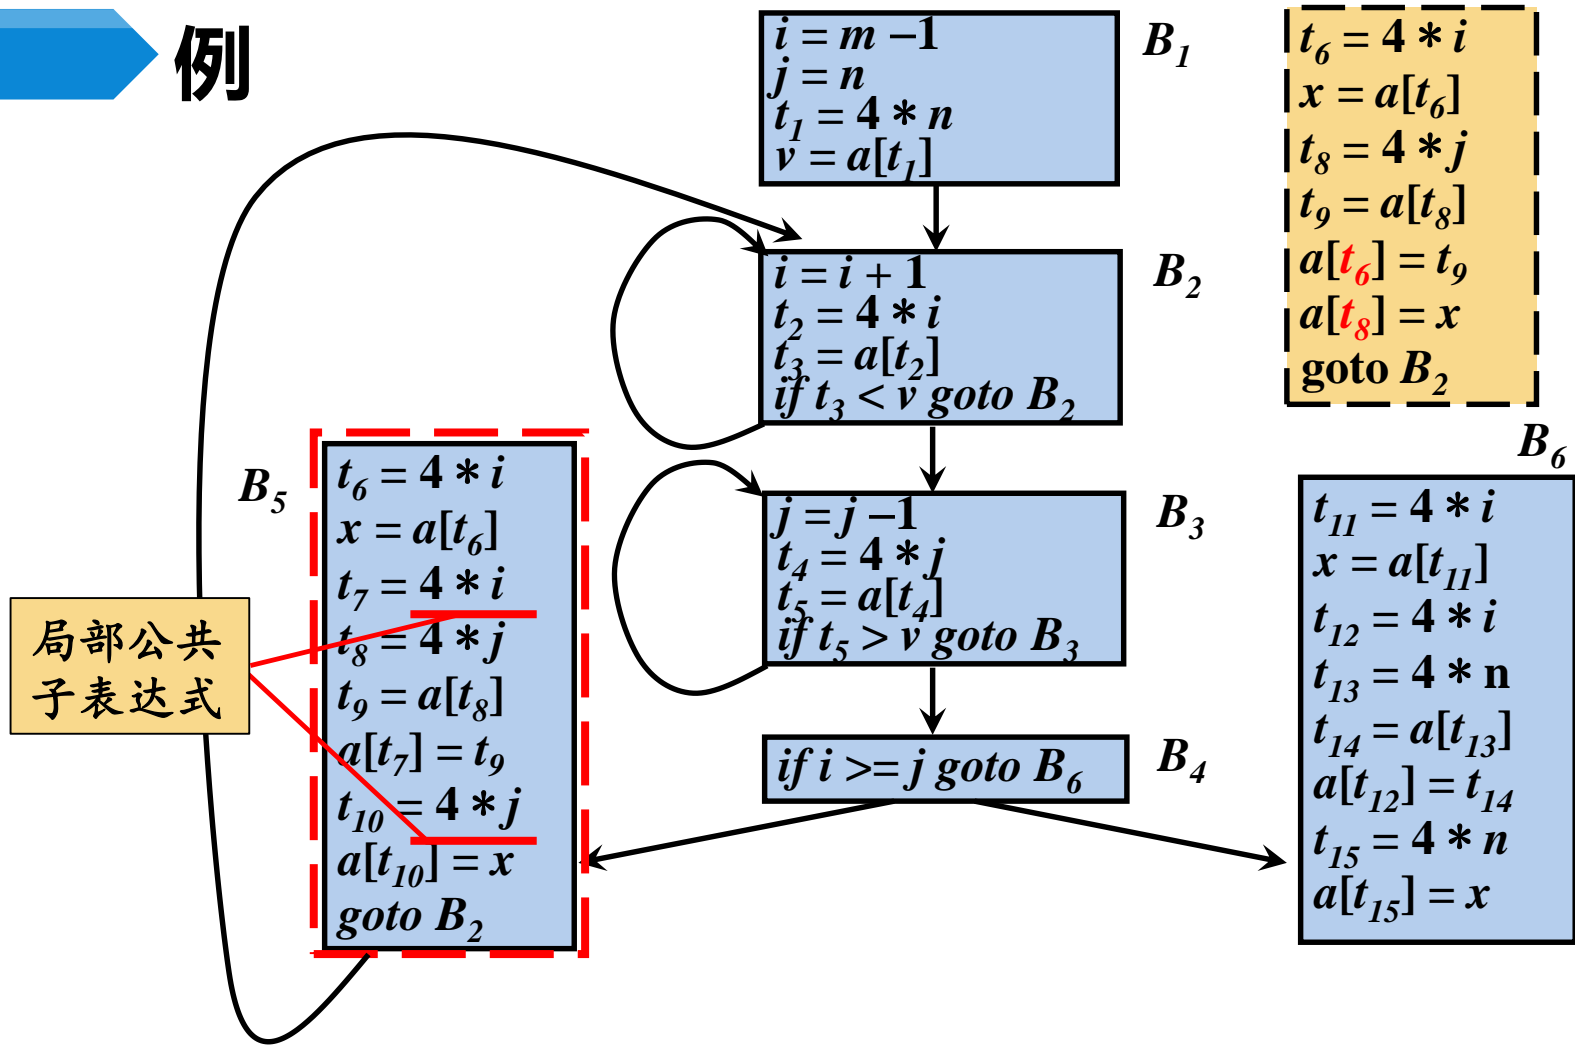 例
i = m −1
j = n
t₁ = 4 * n
v = a[t₁]
B₁
i = i + 1
t₂ = 4 * i
t₃ = a[t₂]
if t₃ < v goto B₂
B₂
j = j −1
t₄ = 4 * j
t₅ = a[t₄]
if t₅ > v goto B₃
B₃
if i >= j goto B₆
B₄
局部公共
子表达式
B₅
t₆ = 4 * i
x = a[t₆]
t₇ = 4 * i
t₈ = 4 * j
t₉ = a[t₈]
a[t₇] = t₉
t₁₀ = 4 * j
a[t₁₀] = x
goto B₂
t₆ = 4 * i
x = a[t₆]
t₈ = 4 * j
t₉ = a[t₈]
a[t₆] = t₉
a[t₈] = x
goto B₂
B₆
t₁₁ = 4 * i
x = a[t₁₁]
t₁₂ = 4 * i
t₁₃ = 4 * n
t₁₄ = a[t₁₃]
a[t₁₂] = t₁₄
t₁₅ = 4 * n
a[t₁₅] = x